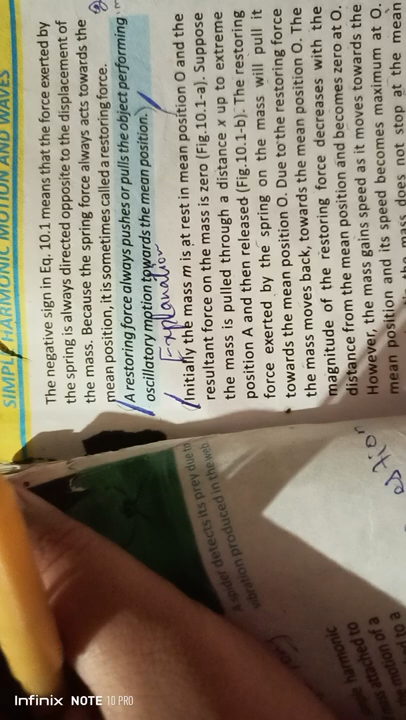 SIMPLE HARMONIC MOTION AND WAVES
The negative sign in Eq. 10.1 means that the force exerted by
the spring is always directed opposite to the displacement of
the mass. Because the spring force always acts towards the
mean position, it is sometimes called a restoring force.
A restoring force always pushes or pulls the object performing
oscillatory motion towards the mean position.
Explanation
Initially the mass m is at rest in mean position O and the
resultant force on the mass is zero (Fig.10.1-a). Suppose
the mass is pulled through a distance x up to extreme
position A and then released (Fig.10.1-b). The restoring
force exerted by the spring on the mass will pull it
towards the mean position O. Due to the restoring force
the mass moves back, towards the mean position O. The
magnitude of the restoring force decreases with the
distance from the mean position and becomes zero at O.
However, the mass gains speed as it moves towards the
mean position and its speed becomes maximum at O.
the mass does not stop at the mean
A spider detects its prey due to
vibration produced in the web.
harmonic
attached to
motion of a
to a
Infinix NOTE 10 PRO